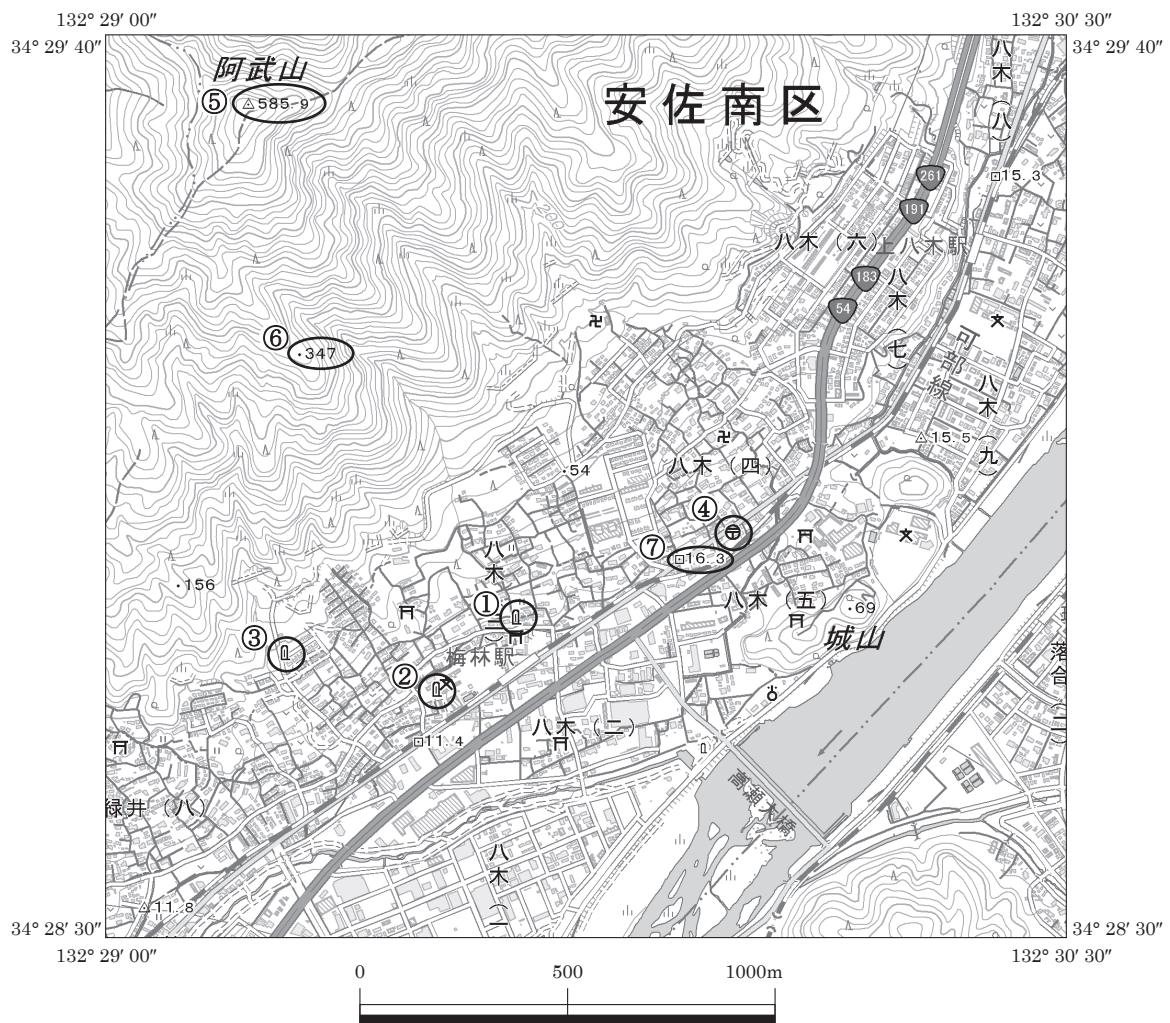 132° 29′ 00″
132° 30′ 30″
34° 29′ 40″
34° 29′ 40″
阿武山
⑤
585.9
安佐南区
八木（八）
261
15.3
191
八木（六）
上八木駅
200
183
八木（七）
54
可部線
八木（九）
⑥
347
15.5
54
八木（四）
④
⑦
16.3
156
①
八木
八木（五）
69
城山
③
梅林駅
②
落合
11.4
八木（二）
高瀬大橋
緑井（八）
八木
11.8
34° 28′ 30″
34° 28′ 30″
132° 29′ 00″
132° 30′ 30″
0
500
1000m